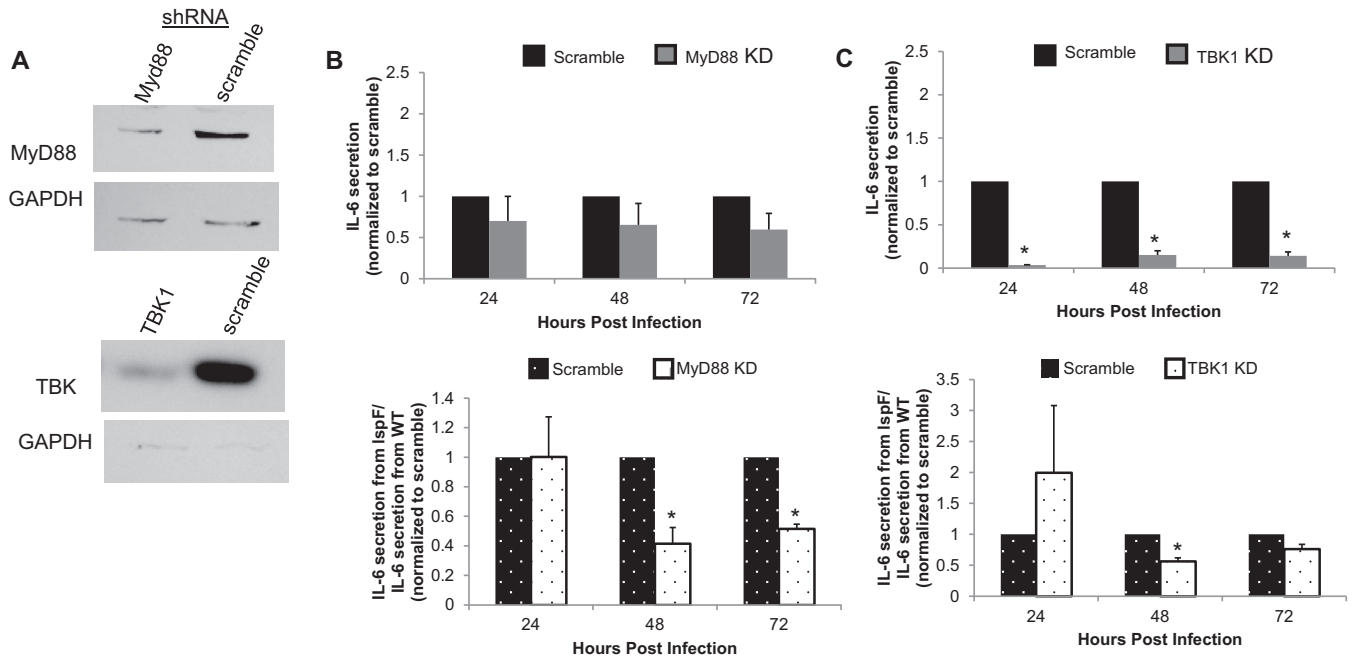 shRNA
A
Myd88
scramble
MyD88
GAPDH
TBK1
scramble
TBK
GAPDH
B
Scramble
MyD88 KD
IL-6 secretion
(normalized to scramble)
2.5
2
1.5
1
0.5
0
24
48
72
Hours Post Infection
Scramble
MyD88 KD
IL-6 secretion from lspF/
IL-6 secretion from WT
(normalized to scramble)
1.4
1.2
1
0.8
0.6
0.4
0.2
0
*
*
24
48
72
Hours Post Infection
C
Scramble
TBK1 KD
IL-6 secretion
(normalized to scramble)
2.5
2
1.5
1
0.5
0
*
*
*
24
48
72
Hours Post Infection
Scramble
TBK1 KD
IL-6 secretion from lspF/
IL-6 secretion from WT
(normalized to scramble)
3.5
3
2.5
2
1.5
1
0.5
0
*
24
48
72
Hours Post Infection